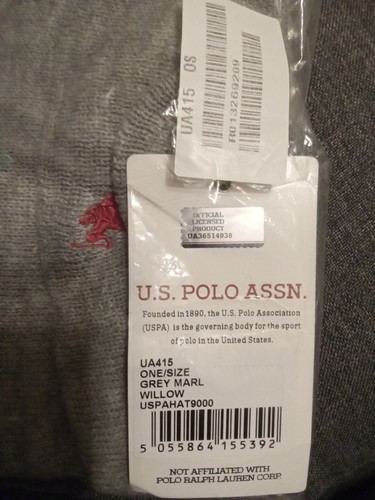 UA415 OS
RU13269209
OFFICIAL
LICENSED
PRODUCT
UA36514938
U.S. POLO ASSN.
Founded in 1890, the U.S. Polo Association
(USPA) is the governing body for the sport
of polo in the United States.
UA415
ONE/SIZE
GREY MARL
WILLOW
USPAHAT9000
5 055864 155392
NOT AFFILIATED WITH
POLO RALPH LAUREN CORP.